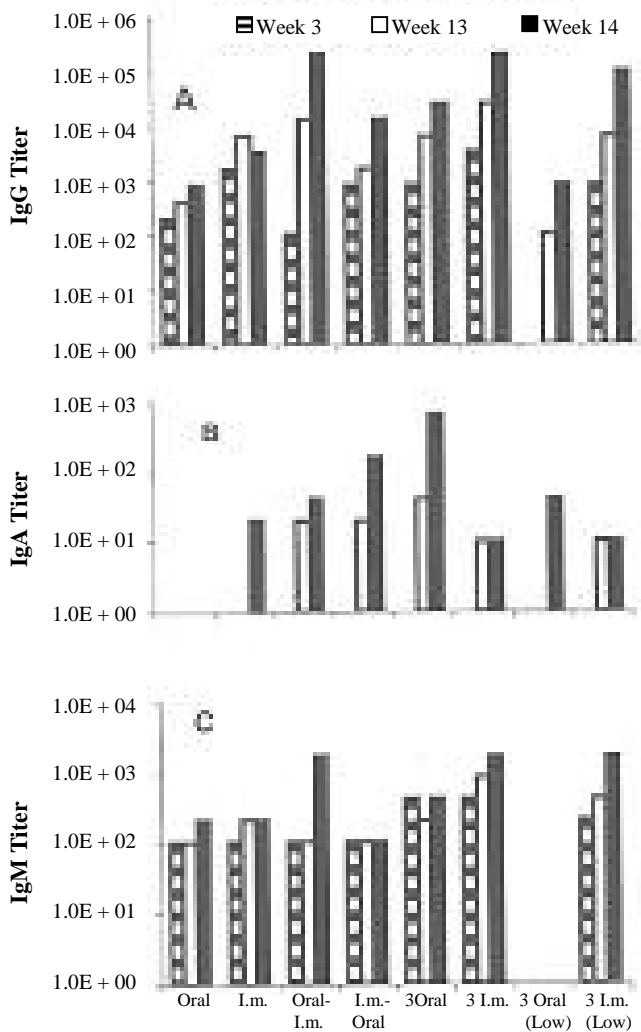 Week 3 Week 13 Week 14
IgG Titer
1.0E + 06
1.0E + 05
1.0E + 04
1.0E + 03
1.0E + 02
1.0E + 01
1.0E + 00
A
IgA Titer
1.0E + 03
1.0E + 02
1.0E + 01
1.0E + 00
B
IgM Titer
1.0E + 04
1.0E + 03
1.0E + 02
1.0E + 01
1.0E + 00
C
Oral I.m. Oral- I.m.- 3Oral 3 I.m. 3 Oral 3 I.m.
I.m. Oral (Low) (Low)